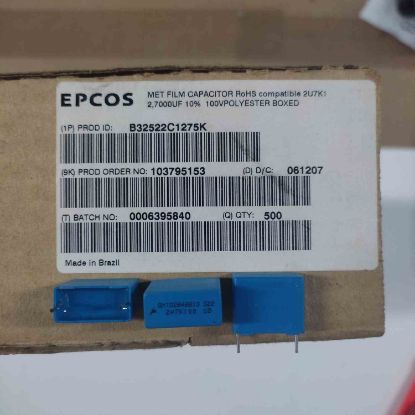 EPCOS
MET FILM CAPACITOR RoHS compatible 2U7K1
2,7000UF 10% 100VPOLYESTER BOXED
(1P) PROD ID: B32522C1275K
(9K) PROD ORDER NO: 103795153 (D) D/C: 061207
(T) BATCH NO: 0006395840 (Q) QTY: 500
Made in Brazil